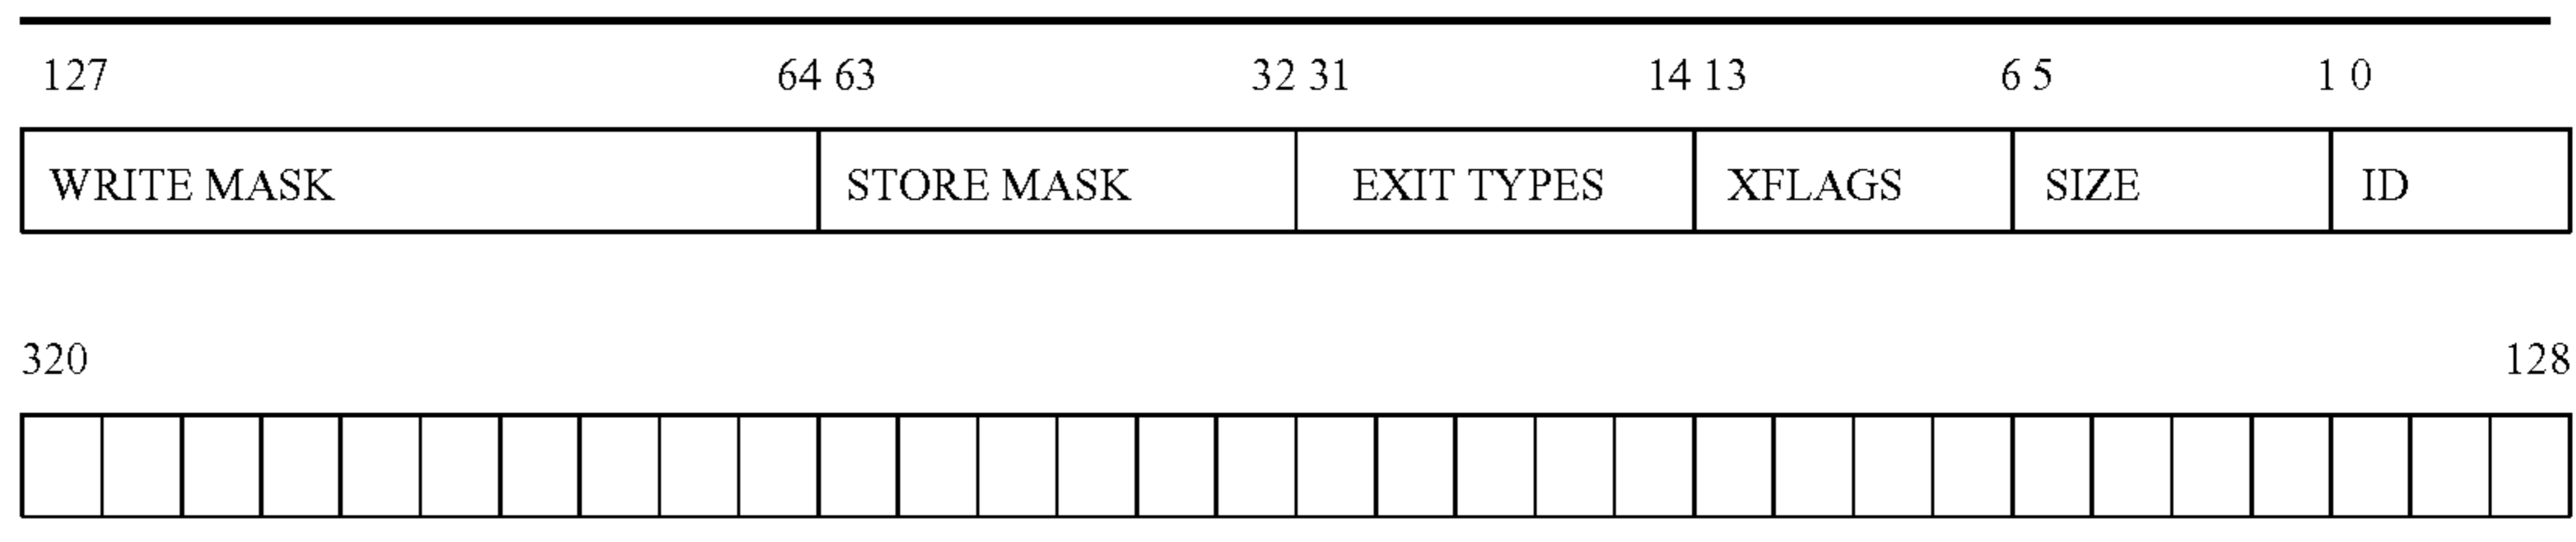 127 64 63 32 31 14 13 6 5 1 0
WRITE MASK STORE MASK EXIT TYPES XFLAGS SIZE ID
320 128